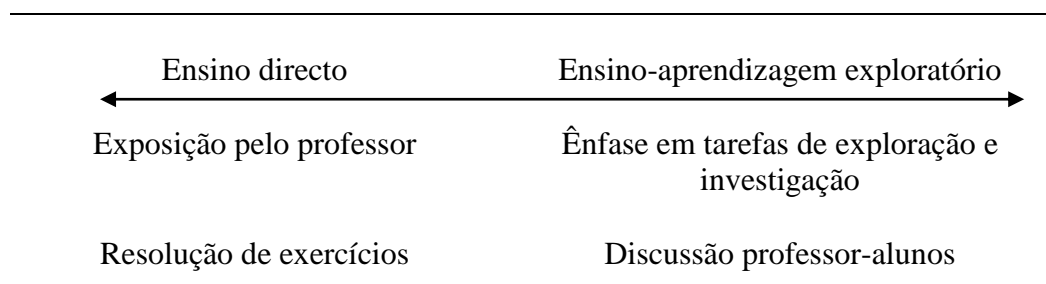 Ensino directo
Ensino-aprendizagem exploratório
Exposição pelo professor
Ênfase em tarefas de exploração e
investigação
Resolução de exercícios
Discussão professor-alunos